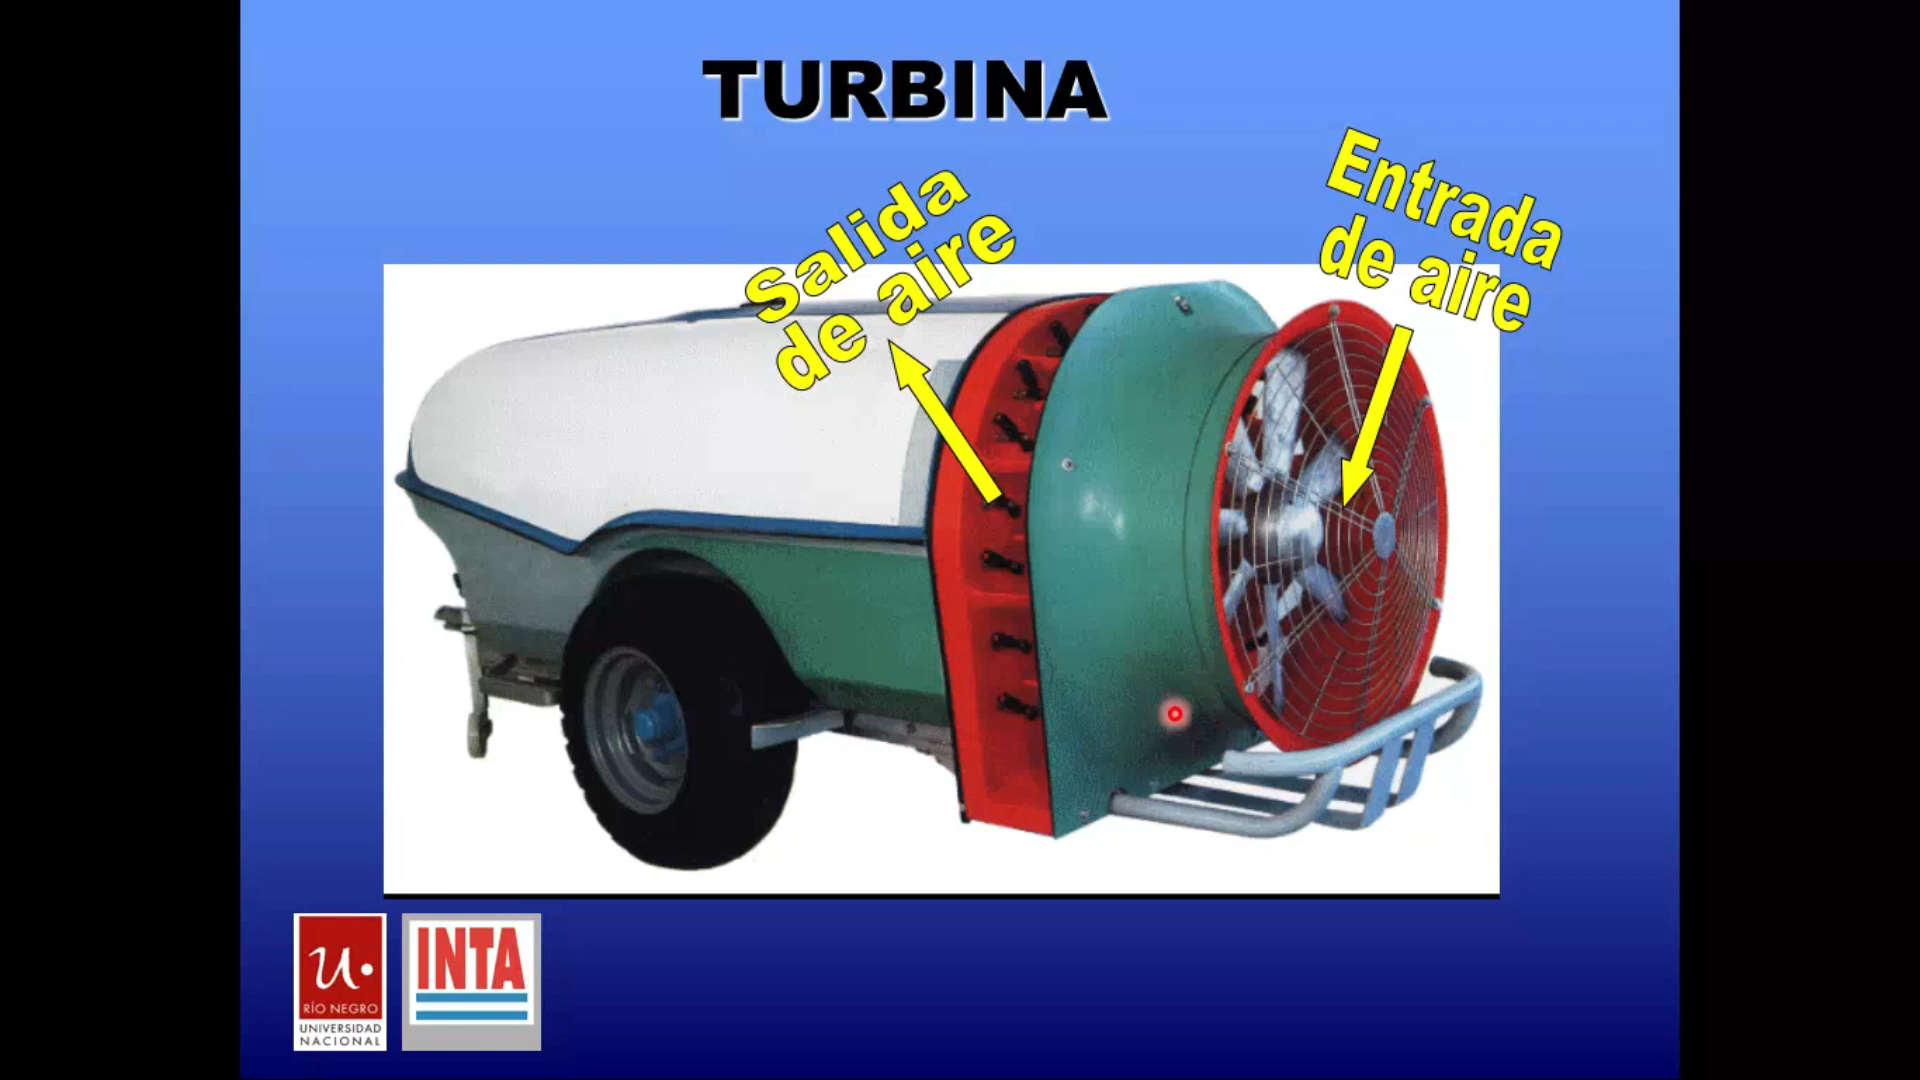 TURBINA
Salida
de aire
Entrada
de aire
u.
RÍO NEGRO
UNIVERSIDAD
NACIONAL
INTA